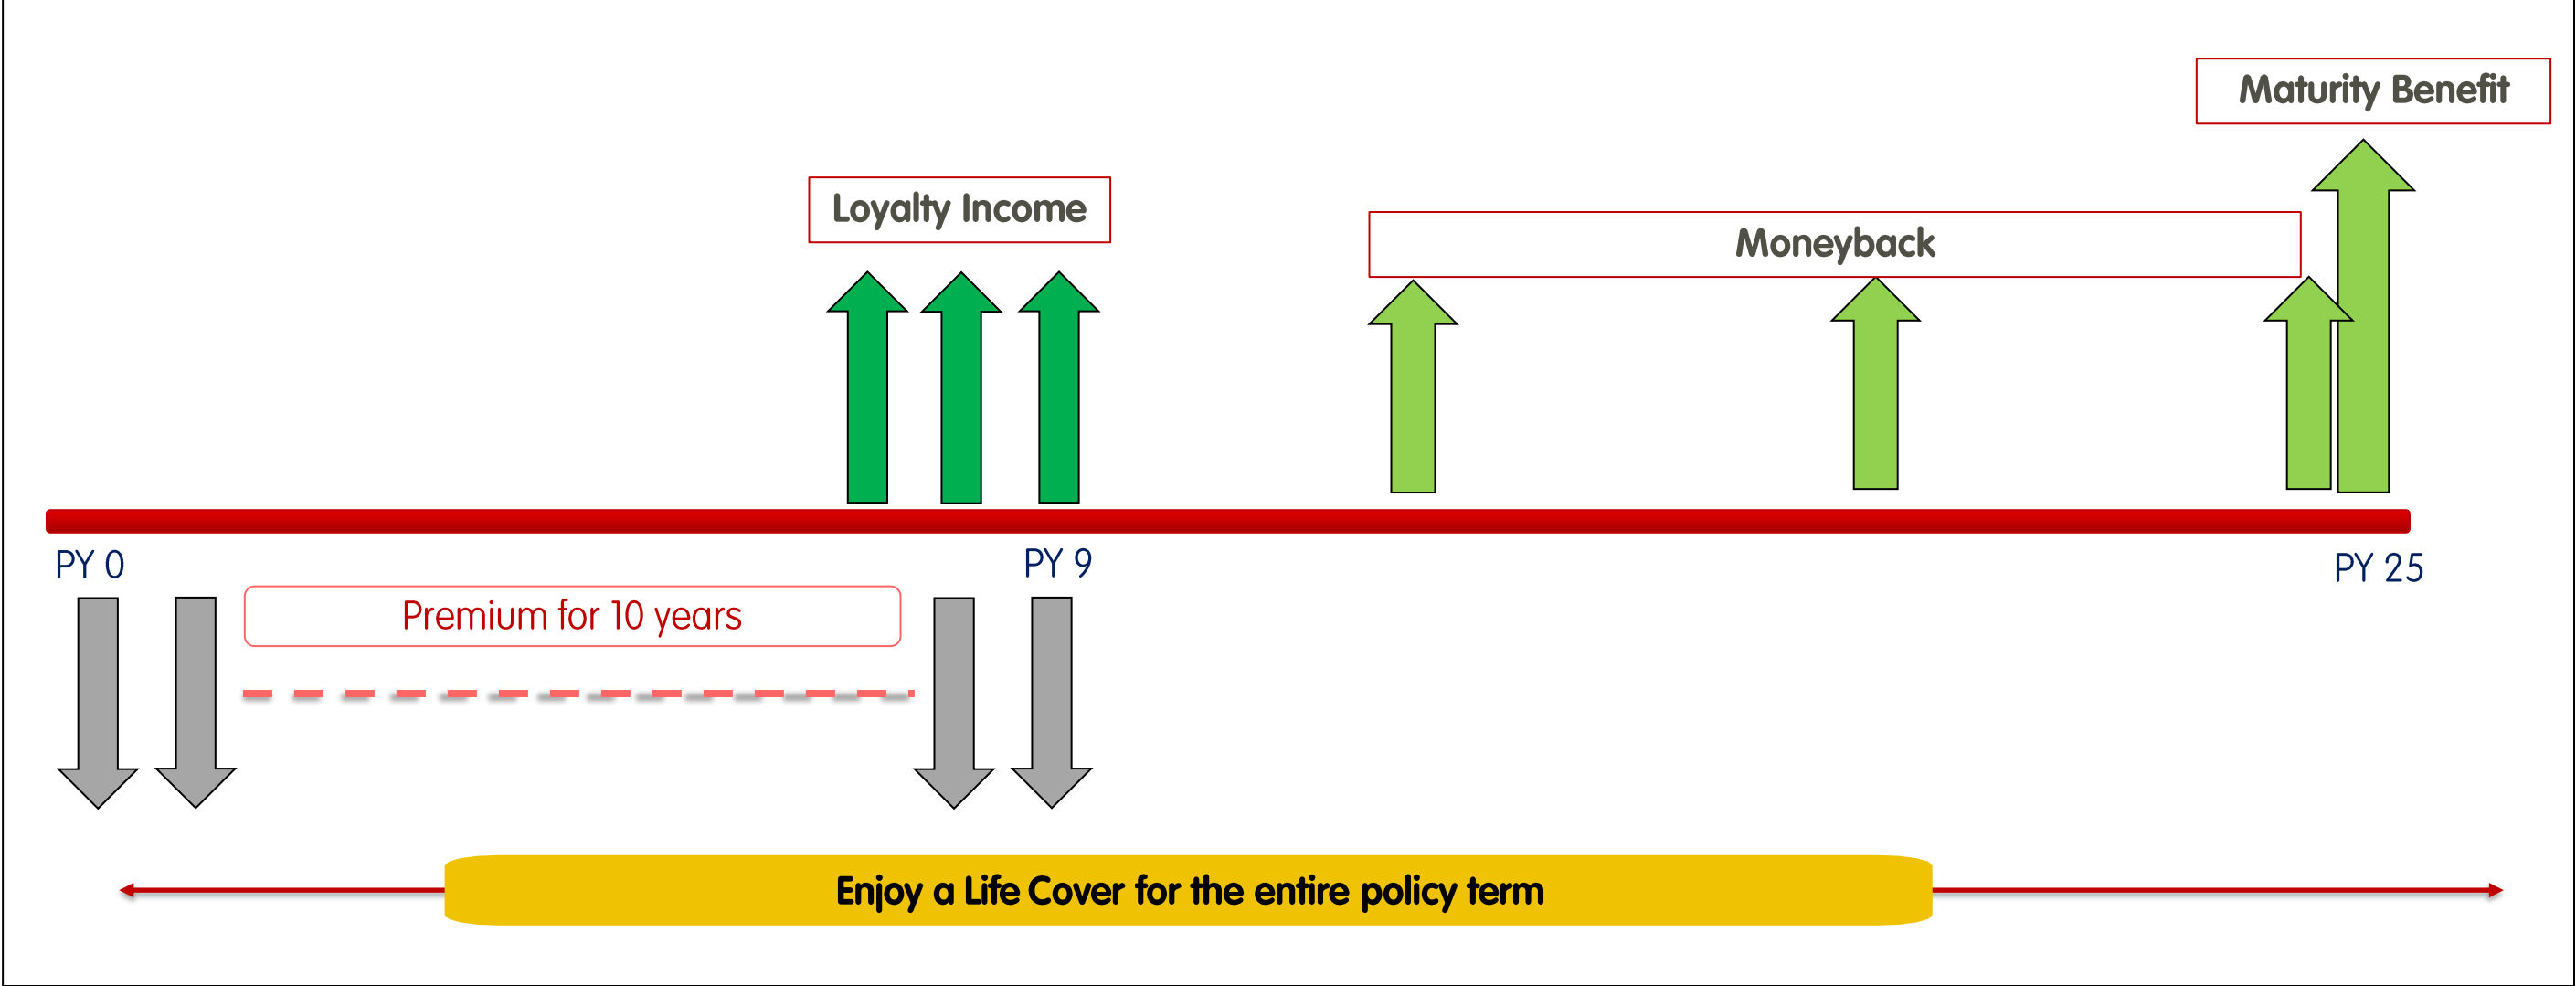 Maturity Benefit
Loyalty Income
Moneyback
PY 0
PY 9
PY 25
Premium for 10 years
Enjoy a Life Cover for the entire policy term